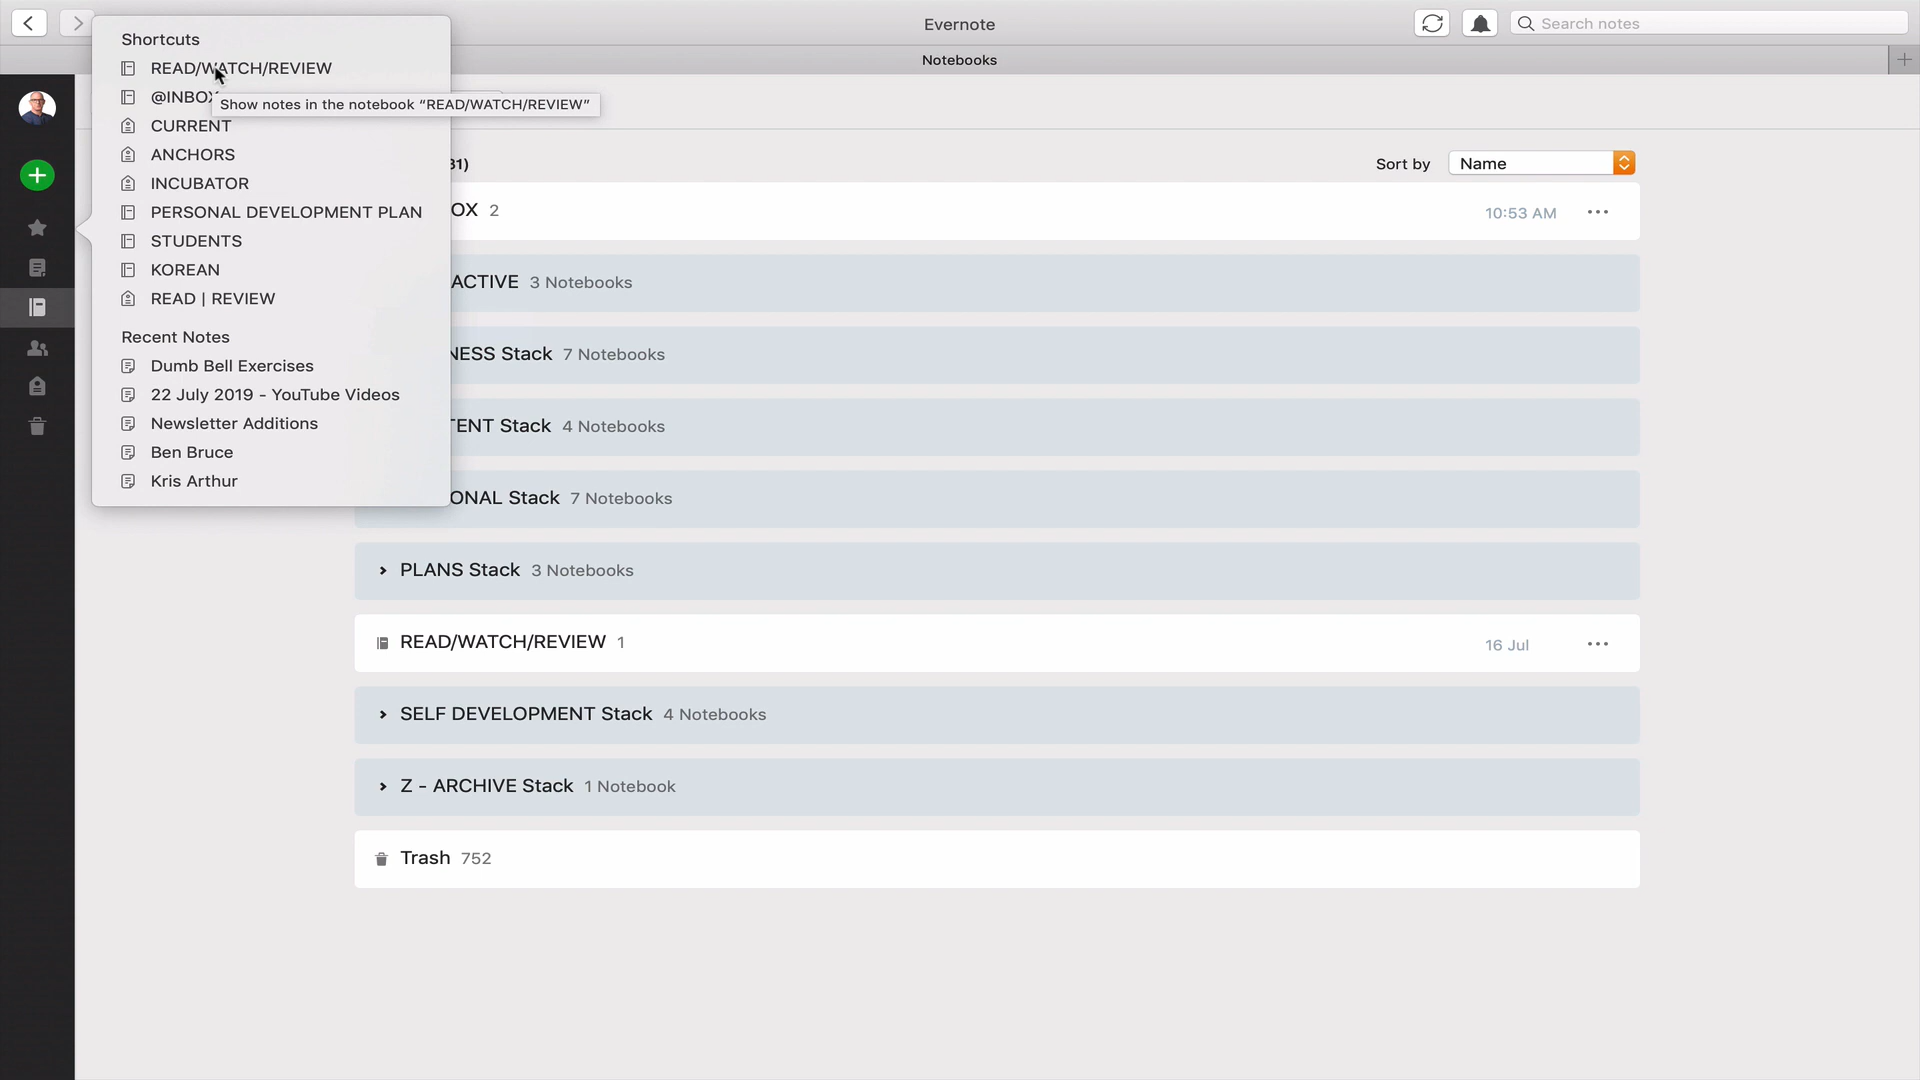 Evernote
Search notes
Notebooks
Shortcuts
READ/WATCH/REVIEW
@INBOX
Show notes in the notebook “READ/WATCH/REVIEW”
CURRENT
ANCHORS
INCUBATOR
PERSONAL DEVELOPMENT PLAN
STUDENTS
KOREAN
READ | REVIEW
Recent Notes
Dumb Bell Exercises
22 July 2019 - YouTube Videos
Newsletter Additions
Ben Bruce
Kris Arthur
31)
Sort by Name
OX 2 10:53 AM
ACTIVE 3 Notebooks
NESS Stack 7 Notebooks
TENT Stack 4 Notebooks
ONAL Stack 7 Notebooks
PLANS Stack 3 Notebooks
READ/WATCH/REVIEW 1 16 Jul
SELF DEVELOPMENT Stack 4 Notebooks
Z - ARCHIVE Stack 1 Notebook
Trash 752